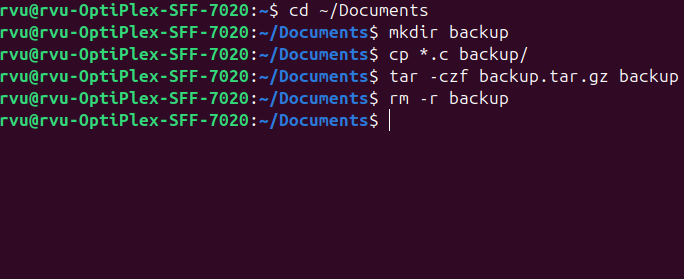 rvu@rvu-OptiPlex-SFF-7020:~$ cd ~/Documents
rvu@rvu-OptiPlex-SFF-7020:~/Documents$ mkdir backup
rvu@rvu-OptiPlex-SFF-7020:~/Documents$ cp *.c backup/
rvu@rvu-OptiPlex-SFF-7020:~/Documents$ tar -czf backup.tar.gz backup
rvu@rvu-OptiPlex-SFF-7020:~/Documents$ rm -r backup
rvu@rvu-OptiPlex-SFF-7020:~/Documents$